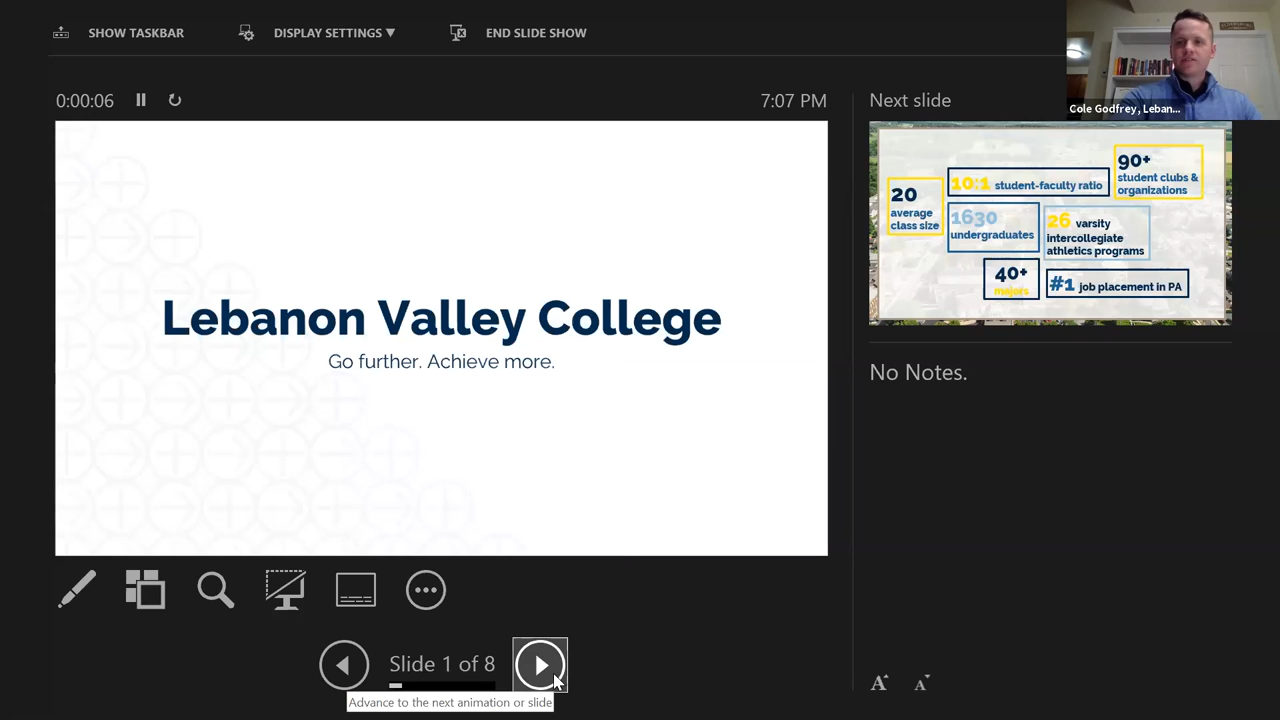 SHOW TASKBAR
DISPLAY SETTINGS ▼
END SLIDE SHOW
0:00:06
7:07 PM
Next slide
Cole Godfrey, Leban...
Lebanon Valley College
Go further. Achieve more.
20
average
class size
10:1 student-faculty ratio
90+
student clubs &
organizations
1630
undergraduates
26 varsity
intercollegiate
athletics programs
40+
majors
#1 job placement in PA
No Notes.
Slide 1 of 8
Advance to the next animation or slide
A A